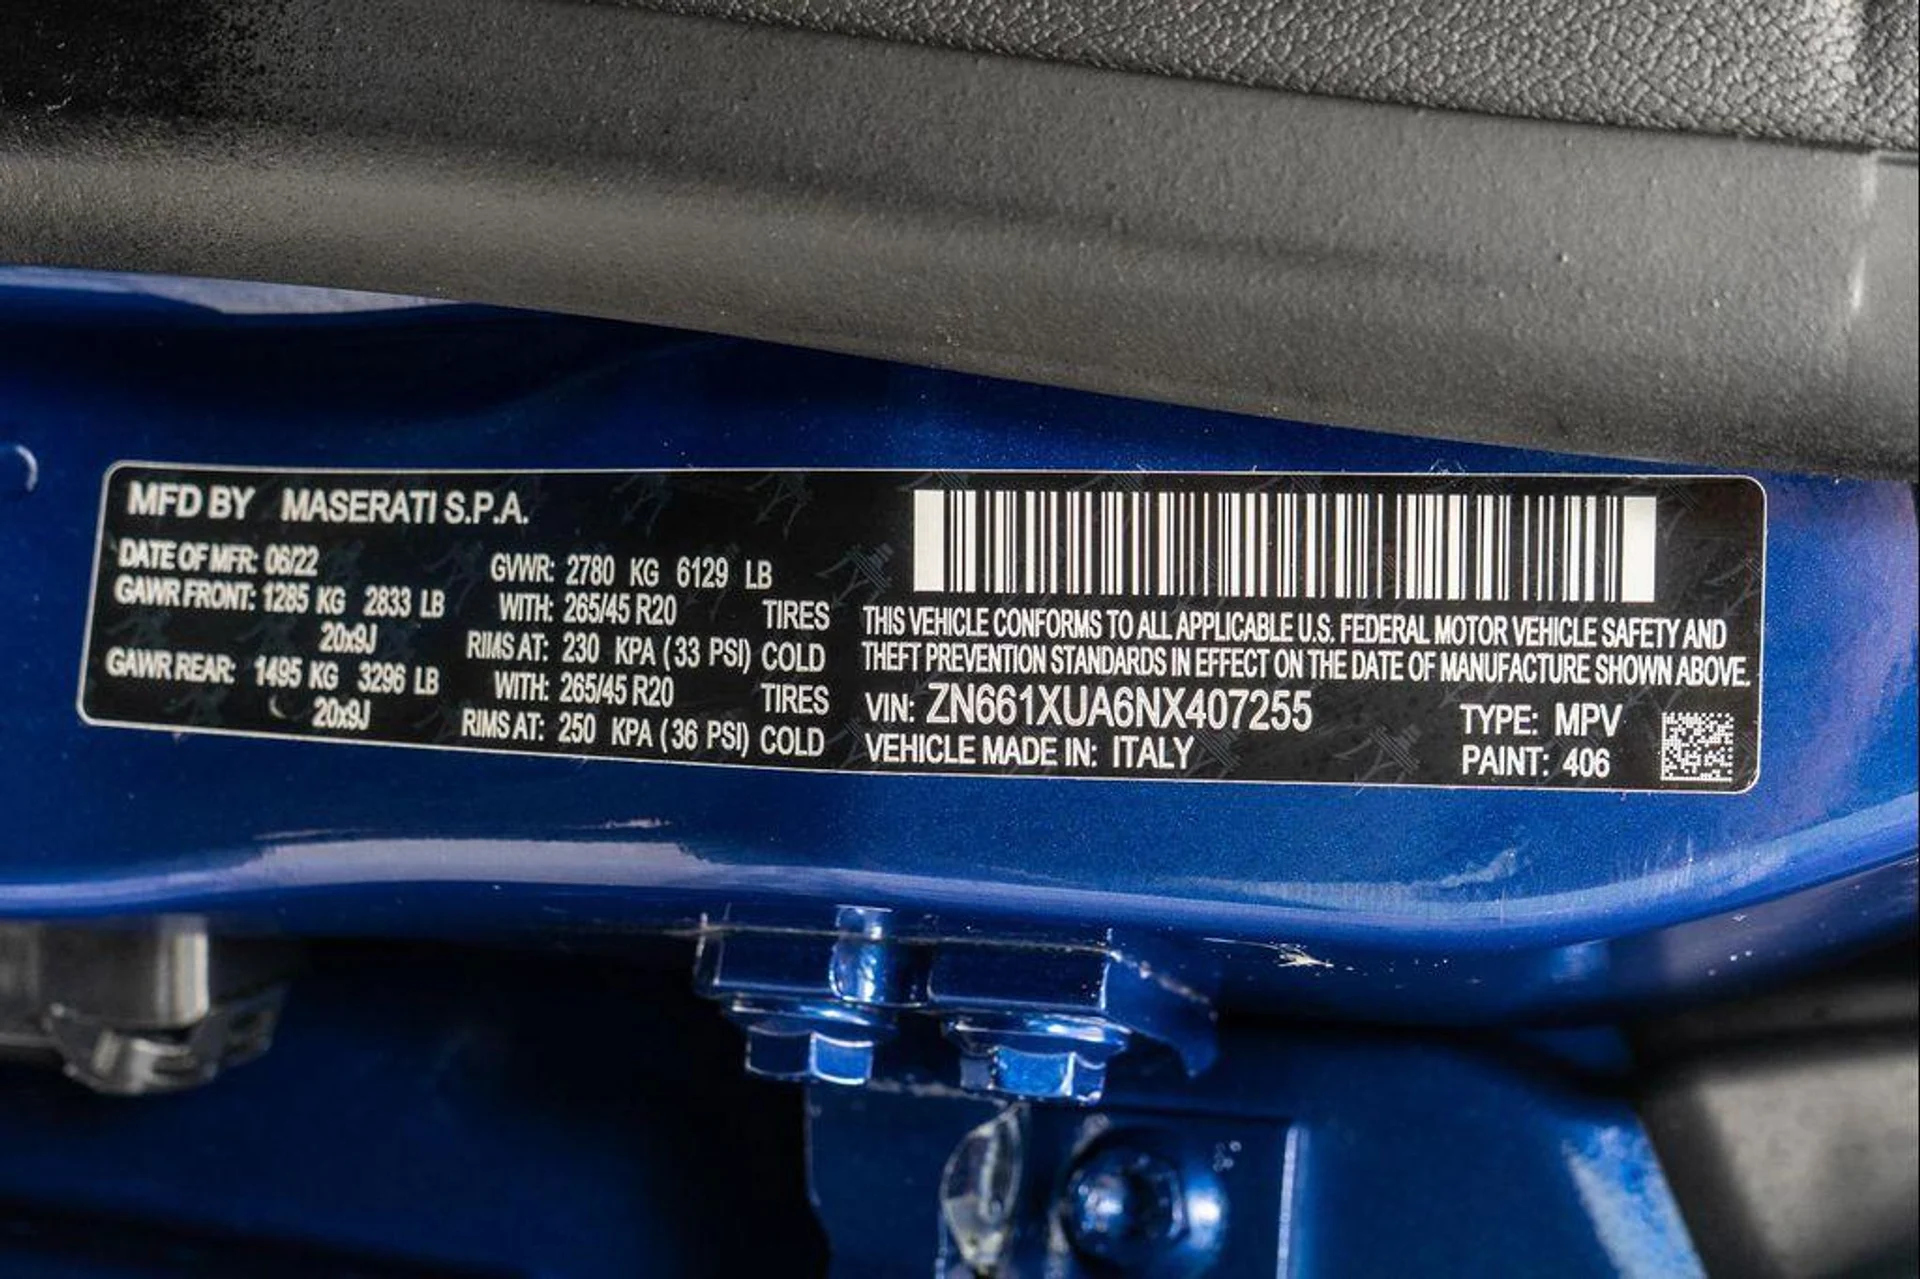 MFD BY MASERATI S.P.A.
DATE OF MFR: 06/22
GVWR: 2780 KG 6129 LB
GAWR FRONT: 1285 KG 2833 LB
WITH: 265/45 R20 TIRES
20x9J
RIMS AT: 230 KPA (33 PSI) COLD
GAWR REAR: 1495 KG 3296 LB
WITH: 265/45 R20 TIRES
20x9J
RIMS AT: 250 KPA (36 PSI) COLD
THIS VEHICLE CONFORMS TO ALL APPLICABLE U.S. FEDERAL MOTOR VEHICLE SAFETY AND
THEFT PREVENTION STANDARDS IN EFFECT ON THE DATE OF MANUFACTURE SHOWN ABOVE.
VIN: ZN661XUA6NX407255
TYPE: MPV
VEHICLE MADE IN: ITALY
PAINT: 406